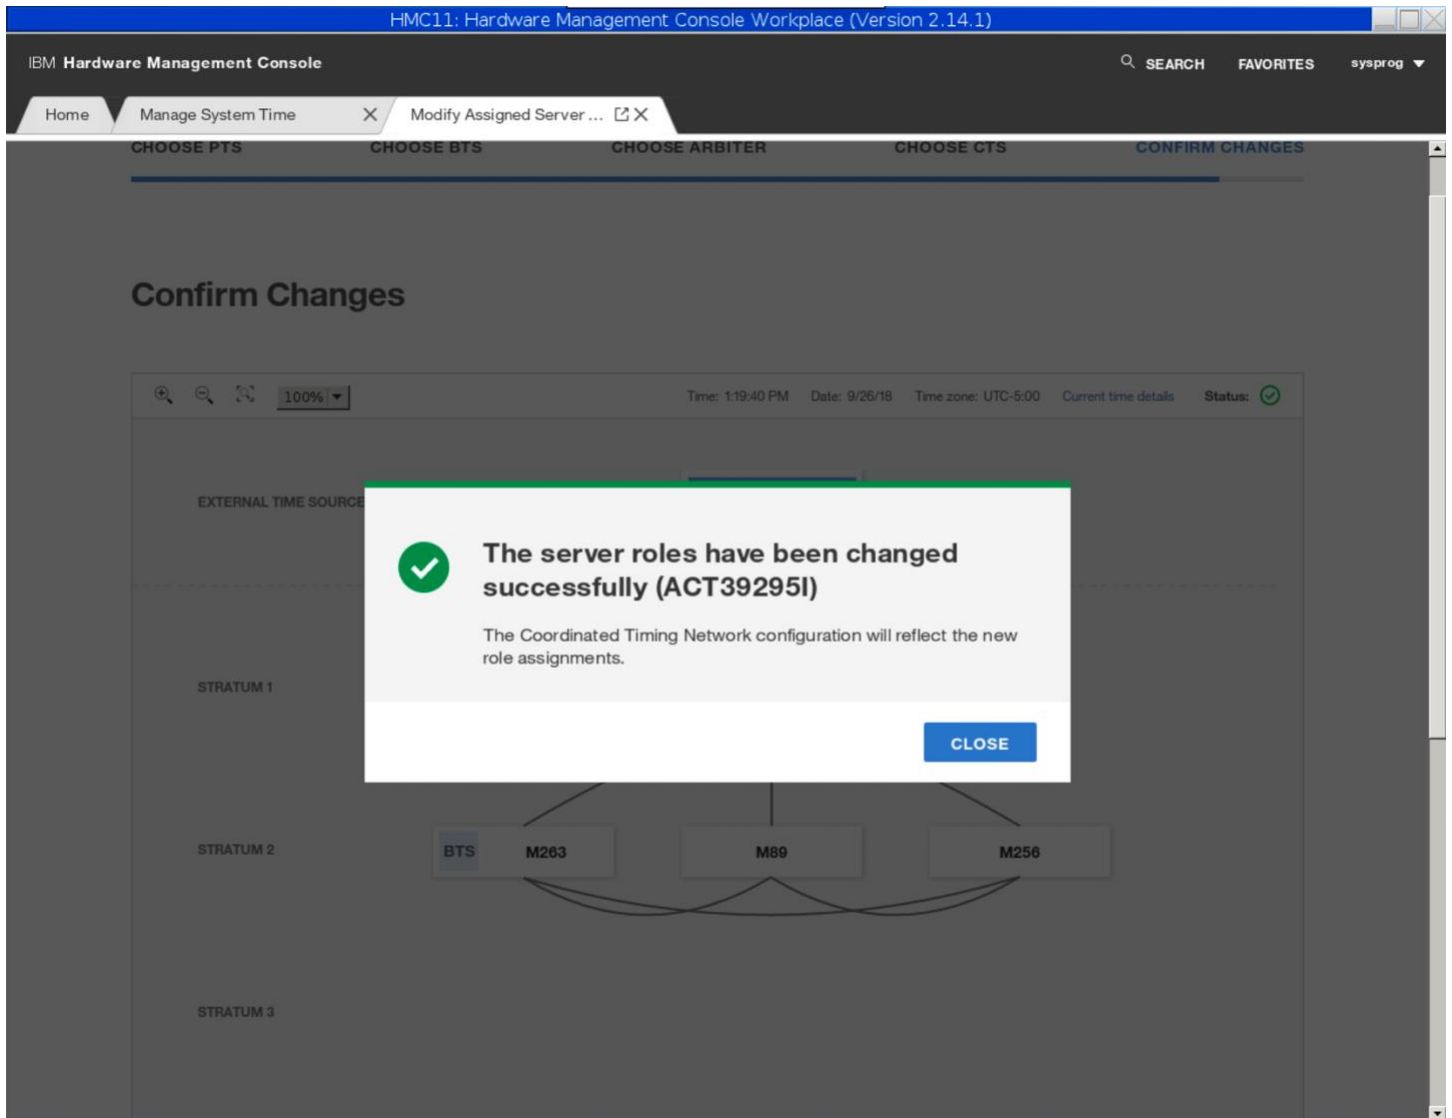 HMC11: Hardware Management Console Workplace (Version 2.14.1)
IBM Hardware Management Console
SEARCH FAVORITES sysprog
Home Manage System Time Modify Assigned Server ...
CHOOSE PTS CHOOSE BTS CHOOSE ARBITER CHOOSE CTS CONFIRM CHANGES
Confirm Changes
100% Time: 1:19:40 PM Date: 9/26/18 Time zone: UTC-5:00 Current time details Status:
EXTERNAL TIME SOURCE
The server roles have been changed
successfully (ACT39295I)
The Coordinated Timing Network configuration will reflect the new
role assignments.
STRATUM 1
CLOSE
STRATUM 2 BTS M263 M89 M256
STRATUM 3